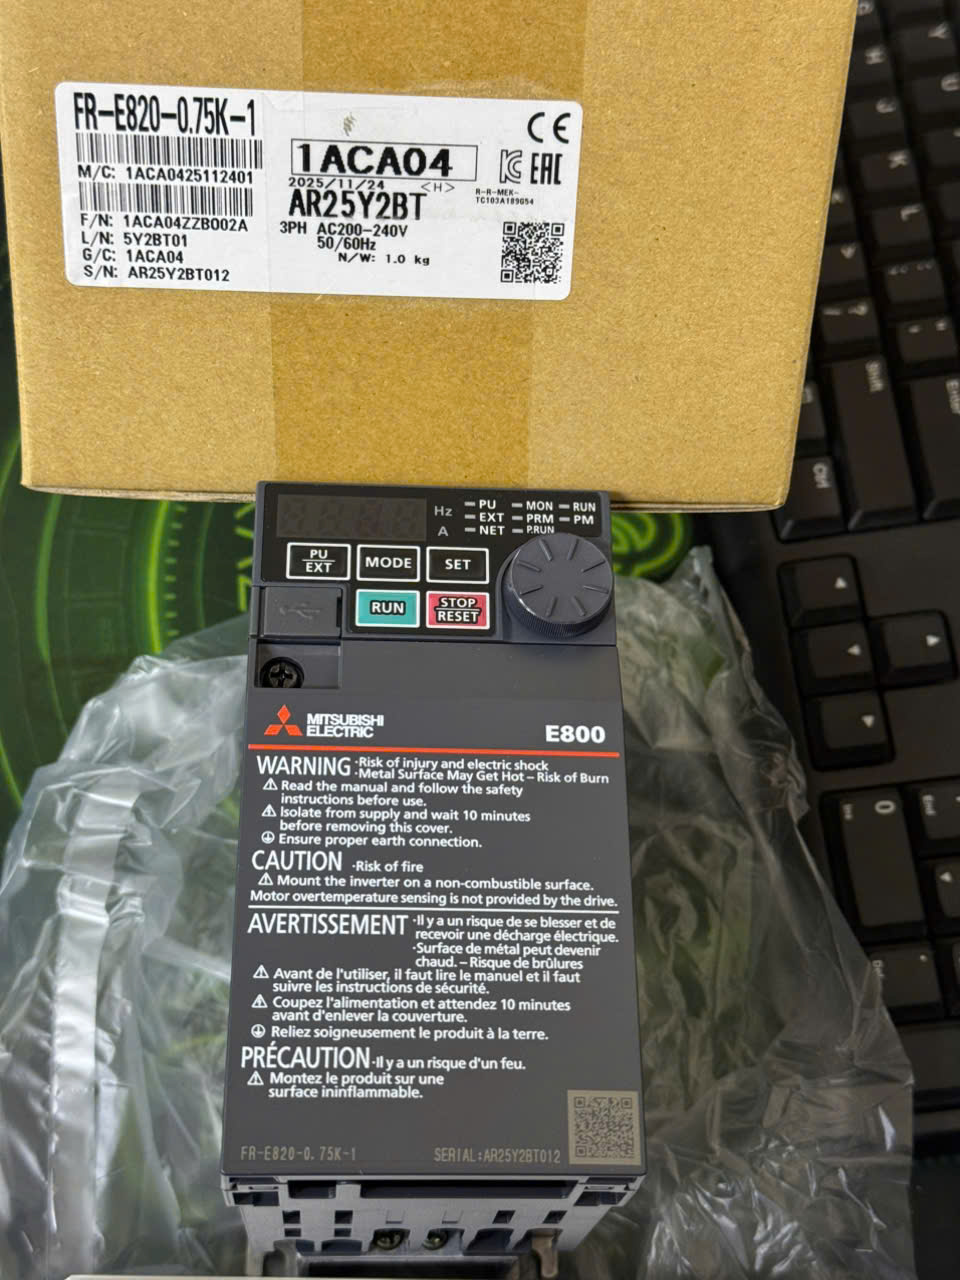 FR-E820-0.75K-1
M/C: 1ACA0425112401
F/N: 1ACA04ZZB002A
L/N: 5Y2BT01
G/C: 1ACA04
S/N: AR25Y2BT012
1ACA04
2025/11/24 <H>
AR25Y2BT
3PH AC200-240V
50/60Hz
N/W: 1.0 kg
CE
EAC
R-R-MEK-
TC103A189G54
Hz
A
PU
EXT
NET
MON
PRM
P.RUN
RUN
PM
PU
EXT
MODE
SET
RUN
STOP
RESET
MITSUBISHI
ELECTRIC
E800
WARNING ·Risk of injury and electric shock
·Metal Surface May Get Hot – Risk of Burn
⚠ Read the manual and follow the safety
instructions before use.
⚠ Isolate from supply and wait 10 minutes
before removing this cover.
Ensure proper earth connection.
CAUTION ·Risk of fire
⚠ Mount the inverter on a non-combustible surface.
Motor overtemperature sensing is not provided by the drive.
AVERTISSEMENT ·Il y a un risque de se blesser et de
recevoir une décharge électrique.
·Surface de métal peut devenir
chaud. – Risque de brûlures
⚠ Avant de l'utiliser, il faut lire le manuel et il faut
suivre les instructions de sécurité.
⚠ Coupez l'alimentation et attendez 10 minutes
avant d'enlever la couverture.
Reliez soigneusement le produit à la terre.
PRÉCAUTION ·Il y a un risque d'un feu.
⚠ Montez le produit sur une
surface ininflammable.
FR-E820-0.75K-1
SERIAL:AR25Y2BT012
Shift
Enter
Ctrl
0